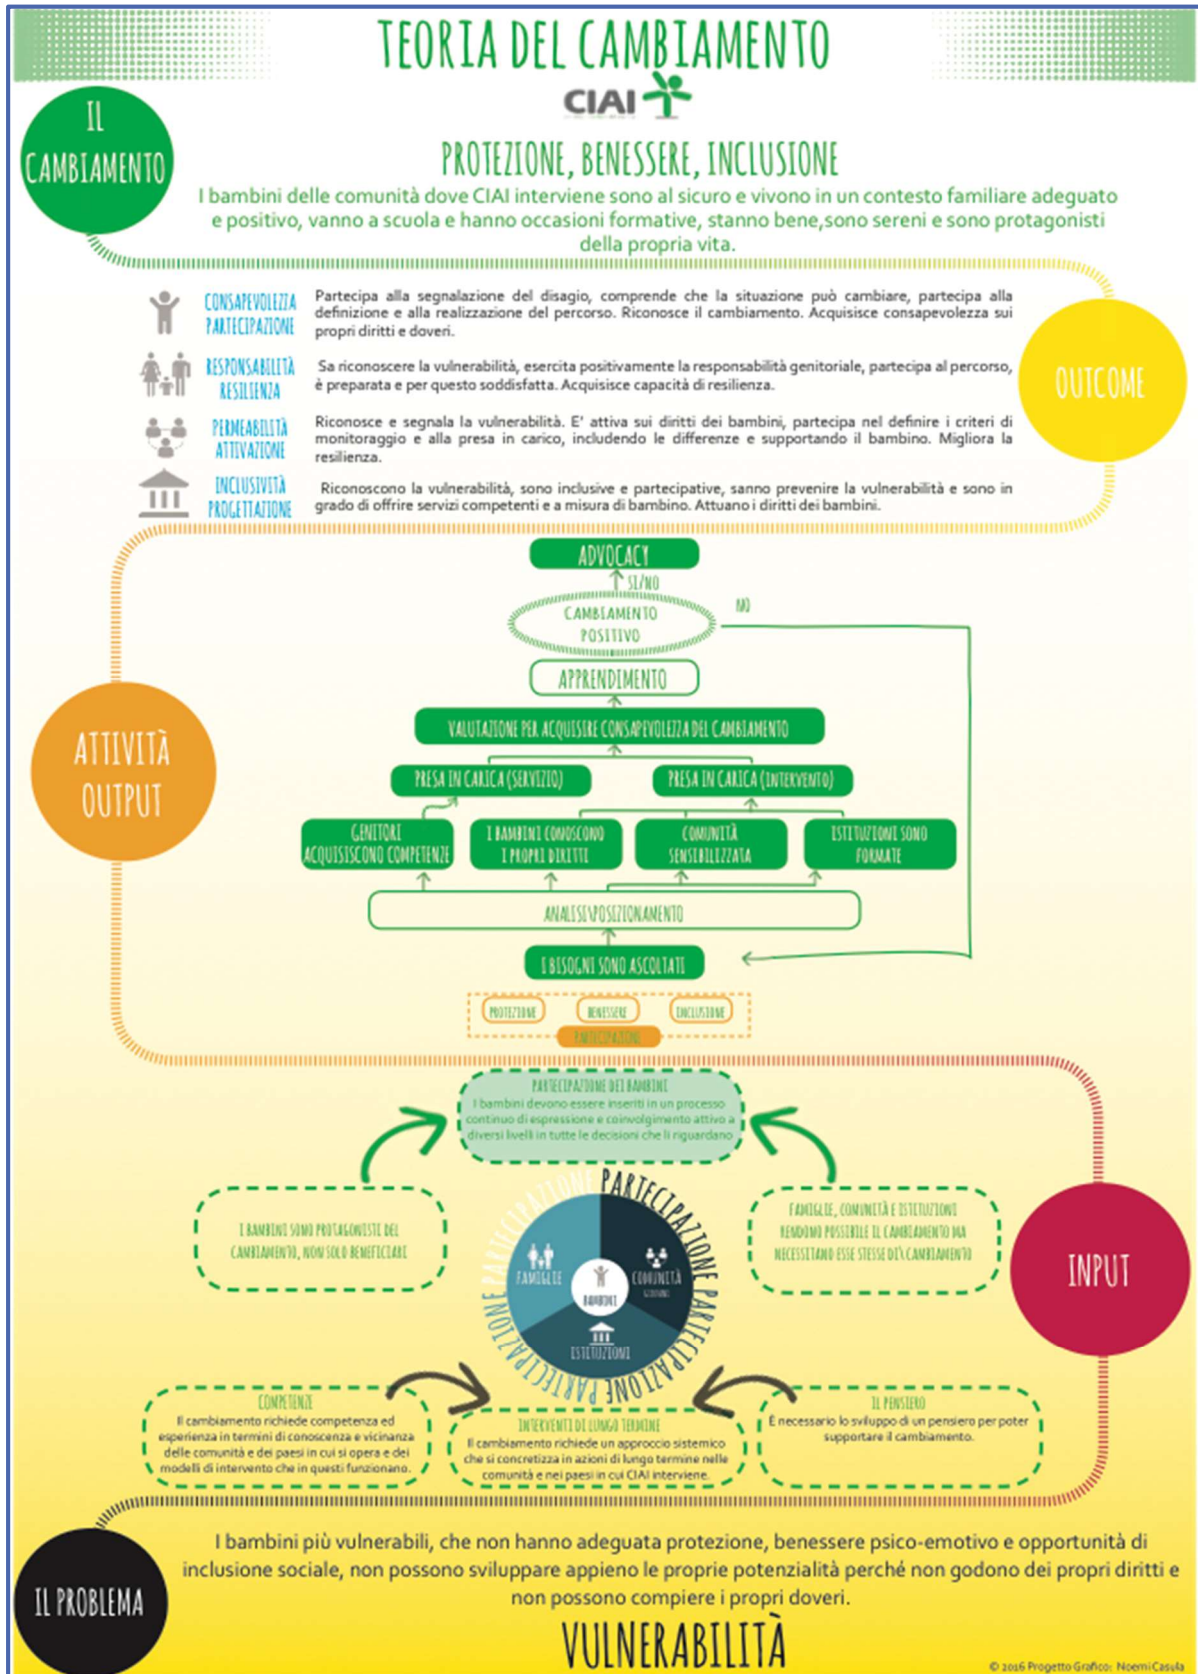 TEORIA DEL CAMBIAMENTO
CIAI
IL
CAMBIAMENTO
PROTEZIONE, BENESSERE, INCLUSIONE
I bambini delle comunità dove CIAI interviene sono al sicuro e vivono in un contesto familiare adeguato
e positivo, vanno a scuola e hanno occasioni formative, stanno bene,sono sereni e sono protagonisti
della propria vita.
OUTCOME
CONSAPEVOLEZZA
PARTECIPAZIONE
Partecipa alla segnalazione del disagio, comprende che la situazione può cambiare, partecipa alla
definizione e alla realizzazione del percorso. Riconosce il cambiamento. Acquisisce consapevolezza sui
propri diritti e doveri.
RESPONSABILITÀ
RESILIENZA
Sa riconoscere la vulnerabilità, esercita positivamente la responsabilità genitoriale, partecipa al percorso,
è preparata e per questo soddisfatta. Acquisisce capacità di resilienza.
PERMEABILITÀ
ATTIVAZIONE
Riconosce e segnala la vulnerabilità. E' attiva sui diritti dei bambini, partecipa nel definire i criteri di
monitoraggio e alla presa in carico, includendo le differenze e supportando il bambino. Migliora la
resilienza.
INCLUSIVITÀ
PROGETTAZIONE
Riconoscono la vulnerabilità, sono inclusive e partecipative, sanno prevenire la vulnerabilità e sono in
grado di offrire servizi competenti e a misura di bambino. Attuano i diritti dei bambini.
ATTIVITÀ
OUTPUT
ADVOCACY
SI/NO
CAMBIAMENTO
POSITIVO
NO
APPRENDIMENTO
VALUTAZIONE PER ACQUISIRE CONSAPEVOLEZZA DEL CAMBIAMENTO
PRESA IN CARICA (SERVIZIO)
PRESA IN CARICA (INTERVENTO)
GENITORI
ACQUISISCONO COMPETENZE
I BAMBINI CONOSCONO
I PROPRI DIRITTI
COMUNITÀ
SENSIBILIZZATA
ISTITUZIONI SONO
FORMATE
ANALISI\POSIZIONAMENTO
I BISOGNI SONO ASCOLTATI
PROTEZIONE
BENESSERE
INCLUSIONE
PARTECIPAZIONE
INPUT
PARTECIPAZIONE DEI BAMBINI
I bambini devono essere inseriti in un processo
continuo di espressione e coinvolgimento attivo a
diversi livelli in tutte le decisioni che li riguardano
I BAMBINI SONO PROTAGONISTI DEL
CAMBIAMENTO, NON SOLO BENEFICIARI
FAMIGLIE, COMUNITÀ E ISTITUZIONI
RENDONO POSSIBILE IL CAMBIAMENTO MA
NECESSITANO ESSE STESSE DI\CAMBIAMENTO
PARTECIPAZIONE PARTECIPAZIONE PARTECIPAZIONE PARTECIPAZIONE
FAMIGLIE
COMUNITÀ
GIOVANI
BAMBINI
ISTITUZIONI
COMPETENZE
Il cambiamento richiede competenza ed
esperienza in termini di conoscenza e vicinanza
delle comunità e dei paesi in cui si opera e dei
modelli di intervento che in questi funzionano.
INTERVENTI DI LUNGO TERMINE
Il cambiamento richiede un approccio sistemico
che si concretizza in azioni di lungo termine nelle
comunità e nei paesi in cui CIAI interviene.
IL PENSIERO
È necessario lo sviluppo di un pensiero per poter
supportare il cambiamento.
IL PROBLEMA
I bambini più vulnerabili, che non hanno adeguata protezione, benessere psico-emotivo e opportunità di
inclusione sociale, non possono sviluppare appieno le proprie potenzialità perché non godono dei propri diritti e
non possono compiere i propri doveri.
VULNERABILITÀ
© 2016 Progetto Grafico: Noemi Casula